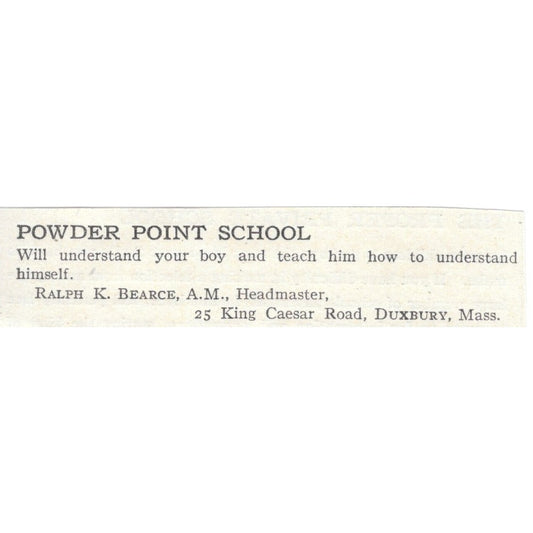 POWDER POINT SCHOOL
Will understand your boy and teach him how to understand
himself.
RALPH K. BEARCE, A.M., Headmaster,
25 King Caesar Road, DUXBURY, Mass.